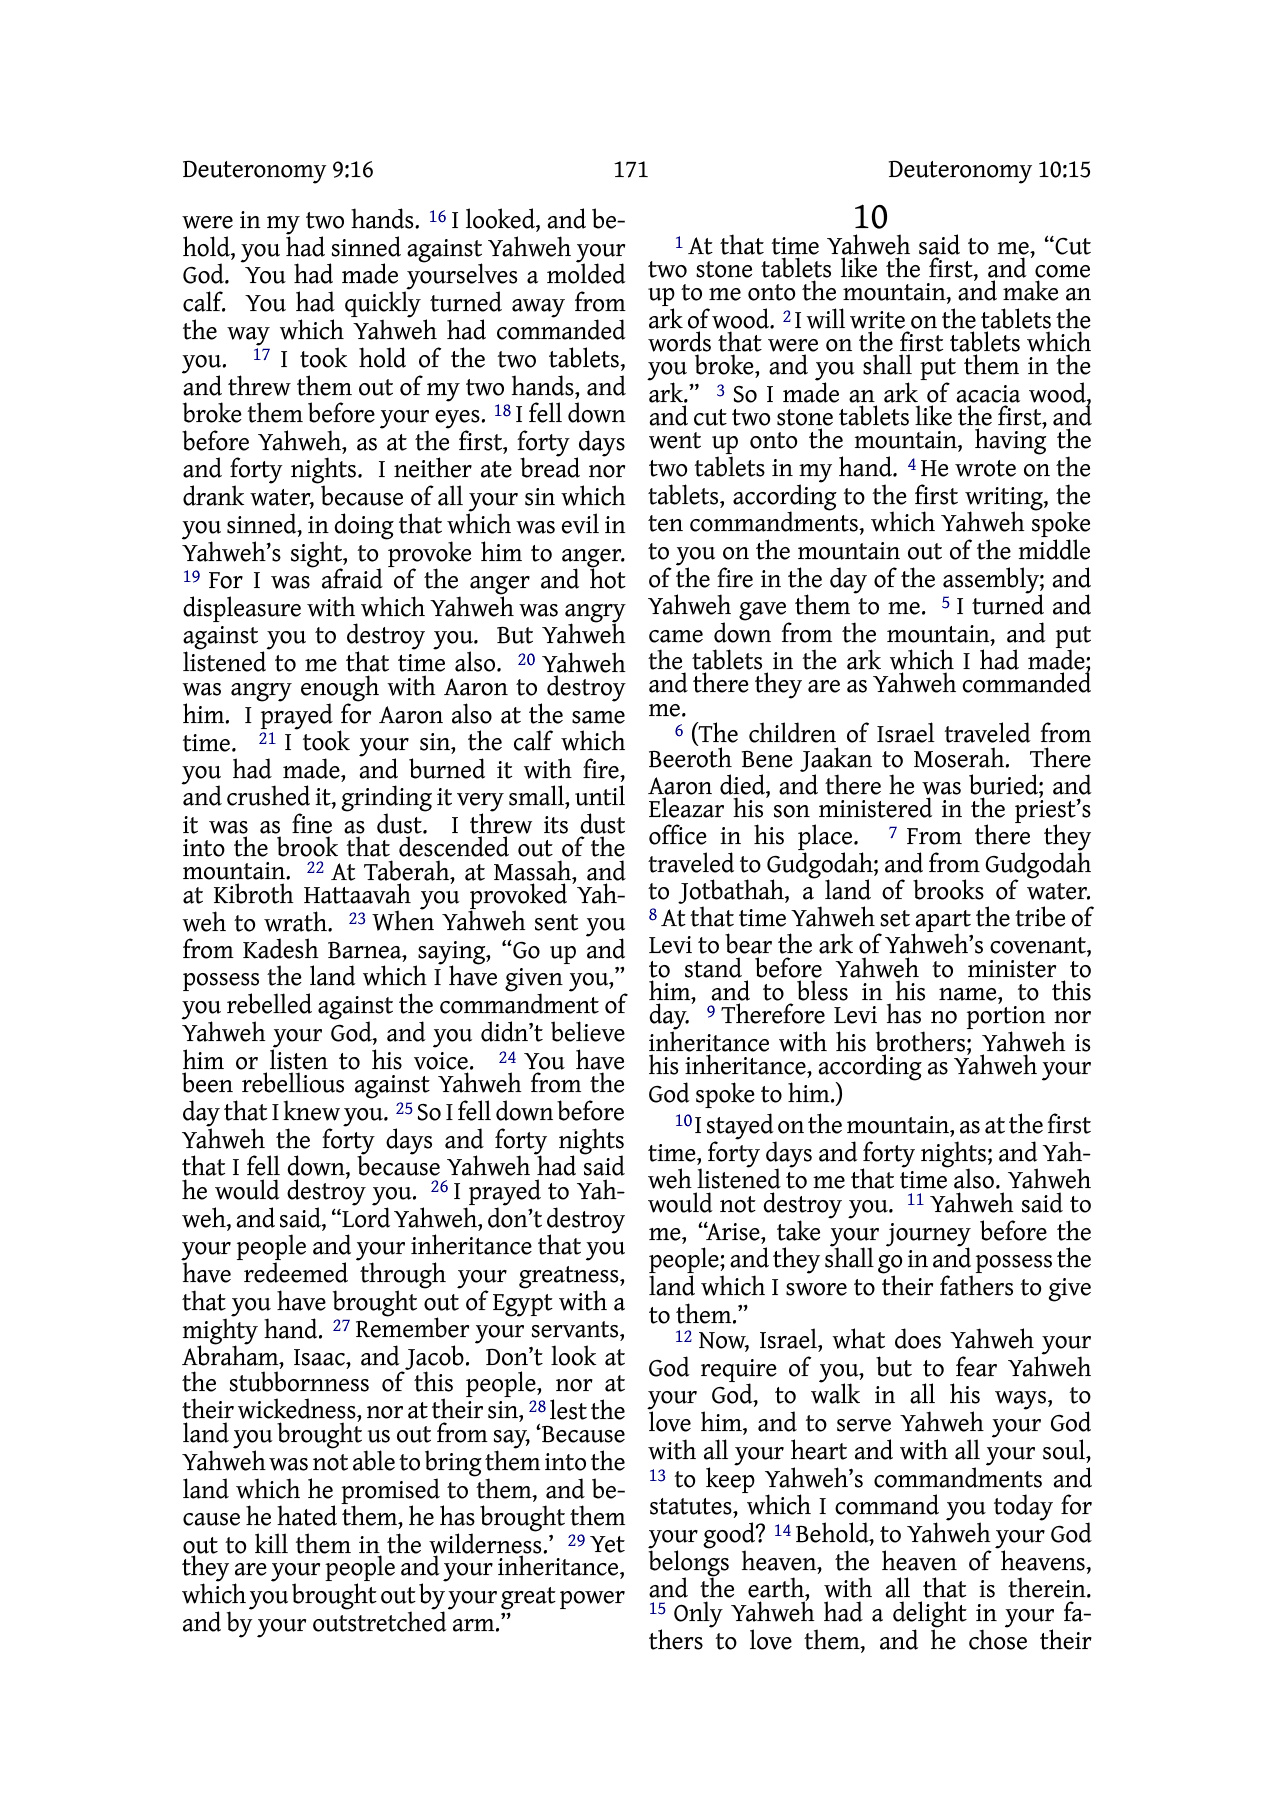 Deuteronomy 9:16 171 Deuteronomy 10:15
were in my two hands. 16 I looked, and be-
hold, you had sinned against Yahweh your
God. You had made yourselves a molded
calf. You had quickly turned away from
the way which Yahweh had commanded
you. 17 I took hold of the two tablets,
and threw them out of my two hands, and
broke them before your eyes. 18 I fell down
before Yahweh, as at the first, forty days
and forty nights. I neither ate bread nor
drank water, because of all your sin which
you sinned, in doing that which was evil in
Yahweh’s sight, to provoke him to anger.
19 For I was afraid of the anger and hot
displeasure with which Yahweh was angry
against you to destroy you. But Yahweh
listened to me that time also. 20 Yahweh
was angry enough with Aaron to destroy
him. I prayed for Aaron also at the same
time. 21 I took your sin, the calf which
you had made, and burned it with fire,
and crushed it, grinding it very small, until
it was as fine as dust. I threw its dust
into the brook that descended out of the
mountain. 22 At Taberah, at Massah, and
at Kibroth Hattaavah you provoked Yah-
weh to wrath. 23 When Yahweh sent you
from Kadesh Barnea, saying, “Go up and
possess the land which I have given you,”
you rebelled against the commandment of
Yahweh your God, and you didn’t believe
him or listen to his voice. 24 You have
been rebellious against Yahweh from the
day that I knew you. 25 So I fell down before
Yahweh the forty days and forty nights
that I fell down, because Yahweh had said
he would destroy you. 26 I prayed to Yah-
weh, and said, “Lord Yahweh, don’t destroy
your people and your inheritance that you
have redeemed through your greatness,
that you have brought out of Egypt with a
mighty hand. 27 Remember your servants,
Abraham, Isaac, and Jacob. Don’t look at
the stubbornness of this people, nor at
their wickedness, nor at their sin, 28 lest the
land you brought us out from say, ‘Because
Yahweh was not able to bring them into the
land which he promised to them, and be-
cause he hated them, he has brought them
out to kill them in the wilderness.’ 29 Yet
they are your people and your inheritance,
which you brought out by your great power
and by your outstretched arm.”
10
1 At that time Yahweh said to me, “Cut
two stone tablets like the first, and come
up to me onto the mountain, and make an
ark of wood. 2 I will write on the tablets the
words that were on the first tablets which
you broke, and you shall put them in the
ark.” 3 So I made an ark of acacia wood,
and cut two stone tablets like the first, and
went up onto the mountain, having the
two tablets in my hand. 4 He wrote on the
tablets, according to the first writing, the
ten commandments, which Yahweh spoke
to you on the mountain out of the middle
of the fire in the day of the assembly; and
Yahweh gave them to me. 5 I turned and
came down from the mountain, and put
the tablets in the ark which I had made;
and there they are as Yahweh commanded
me.
6 (The children of Israel traveled from
Beeroth Bene Jaakan to Moserah. There
Aaron died, and there he was buried; and
Eleazar his son ministered in the priest’s
office in his place. 7 From there they
traveled to Gudgodah; and from Gudgodah
to Jotbathah, a land of brooks of water.
8 At that time Yahweh set apart the tribe of
Levi to bear the ark of Yahweh’s covenant,
to stand before Yahweh to minister to
him, and to bless in his name, to this
day. 9 Therefore Levi has no portion nor
inheritance with his brothers; Yahweh is
his inheritance, according as Yahweh your
God spoke to him.)
10 I stayed on the mountain, as at the first
time, forty days and forty nights; and Yah-
weh listened to me that time also. Yahweh
would not destroy you. 11 Yahweh said to
me, “Arise, take your journey before the
people; and they shall go in and possess the
land which I swore to their fathers to give
to them.”
12 Now, Israel, what does Yahweh your
God require of you, but to fear Yahweh
your God, to walk in all his ways, to
love him, and to serve Yahweh your God
with all your heart and with all your soul,
13 to keep Yahweh’s commandments and
statutes, which I command you today for
your good? 14 Behold, to Yahweh your God
belongs heaven, the heaven of heavens,
and the earth, with all that is therein.
15 Only Yahweh had a delight in your fa-
thers to love them, and he chose their